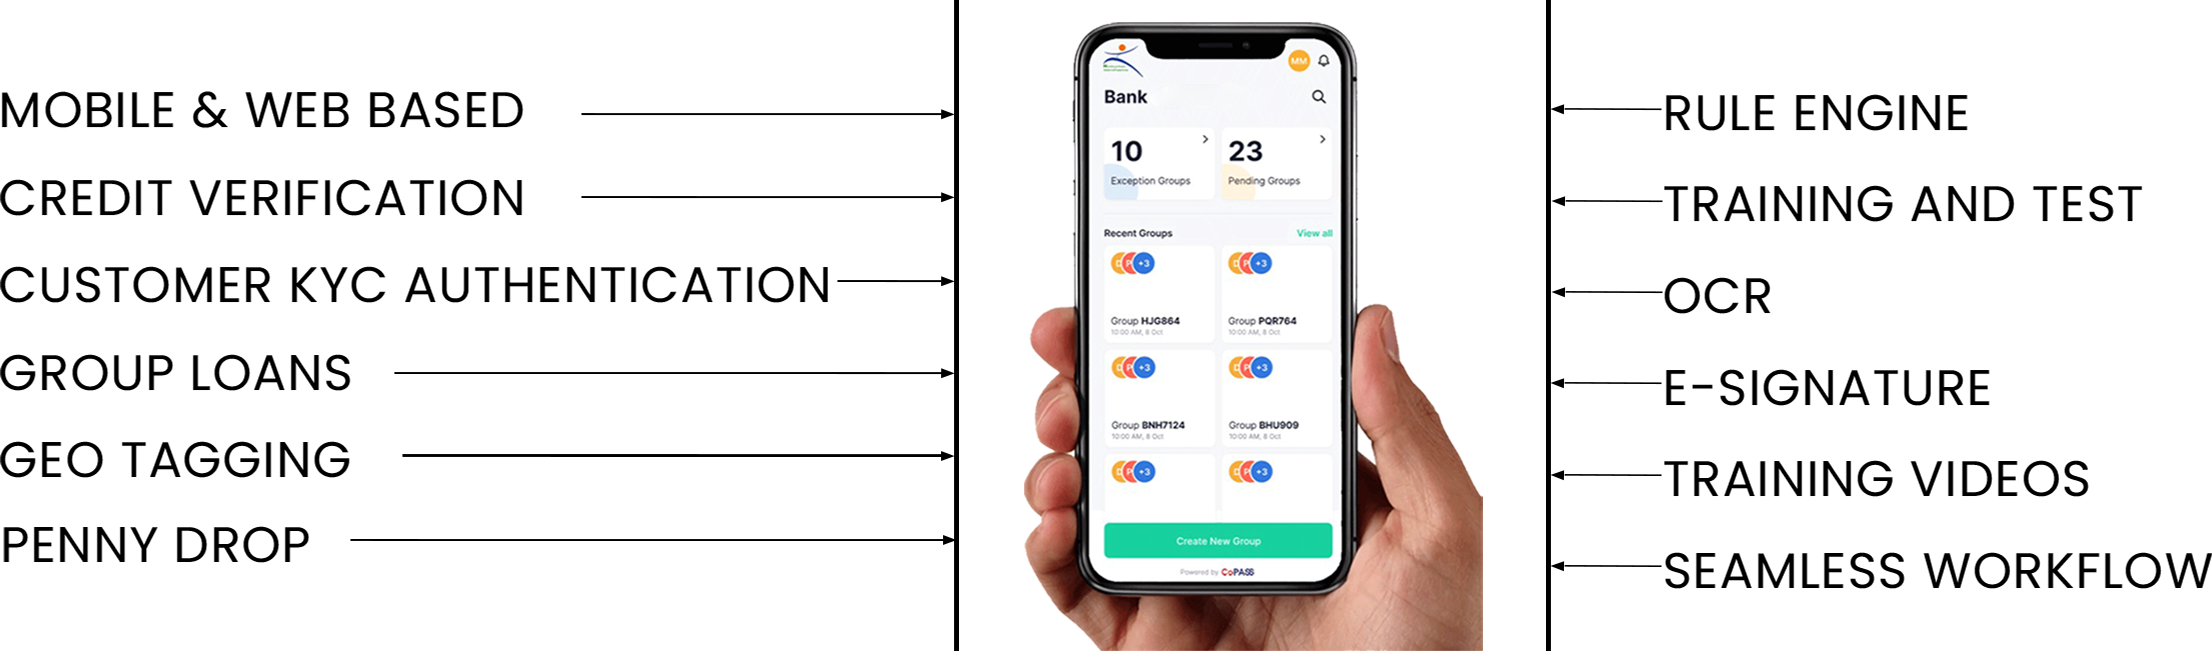 MOBILE & WEB BASED
CREDIT VERIFICATION
CUSTOMER KYC AUTHENTICATION
GROUP LOANS
GEO TAGGING
PENNY DROP
MM
Bank
10
Exception Groups
23
Pending Groups
Recent Groups
View all
+3
+3
Group HJG864
10:00 AM, 8 Oct
Group PQR764
10:00 AM, 8 Oct
+3
+3
Group BNH7124
10:00 AM, 8 Oct
Group BHU909
10:00 AM, 8 Oct
+3
+3
Create New Group
Powered by CoPASS
RULE ENGINE
TRAINING AND TEST
OCR
E-SIGNATURE
TRAINING VIDEOS
SEAMLESS WORKFLOW